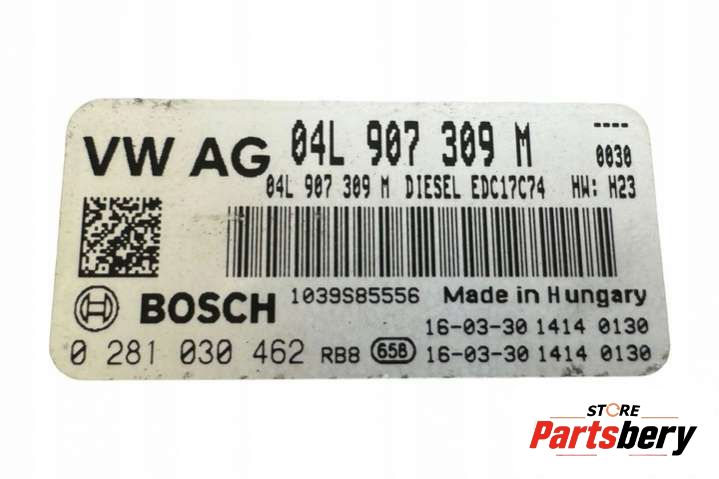 VW AG 04L 907 309 M ----
0030
04L 907 309 M DIESEL EDC17C74 HW: H23
BOSCH 1039S85556 Made in Hungary
16-03-30 1414 0130
0 281 030 462 RB8 658 16-03-30 1414 0130
STORE
Partsbery